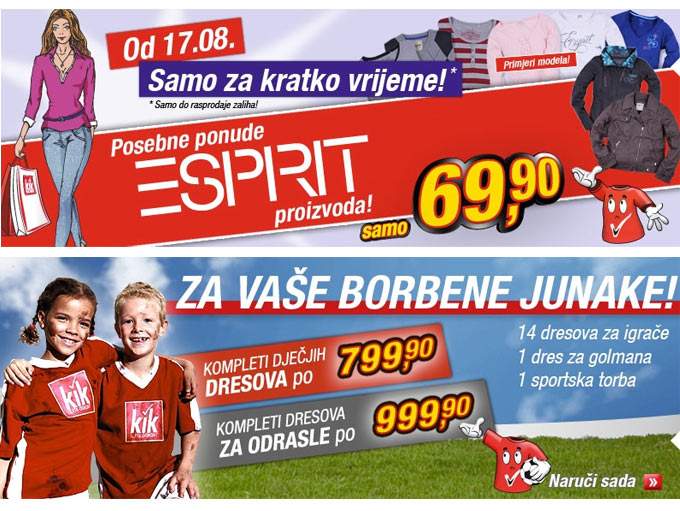 Od 17.08.
Samo za kratko vrijeme!*
* Samo do rasprodaje zaliha!
Primjeri modela!
Posebne ponude
ESPRIT
proizvoda!
samo 69,90
kik
ZA VAŠE BORBENE JUNAKE!
14 dresova za igrače
1 dres za golmana
1 sportska torba
KOMPLETI DJEČJIH
DRESOVA po 799,90
KOMPLETI DRESOVA
ZA ODRASLE po 999,90
kik
kik
Naruči sada